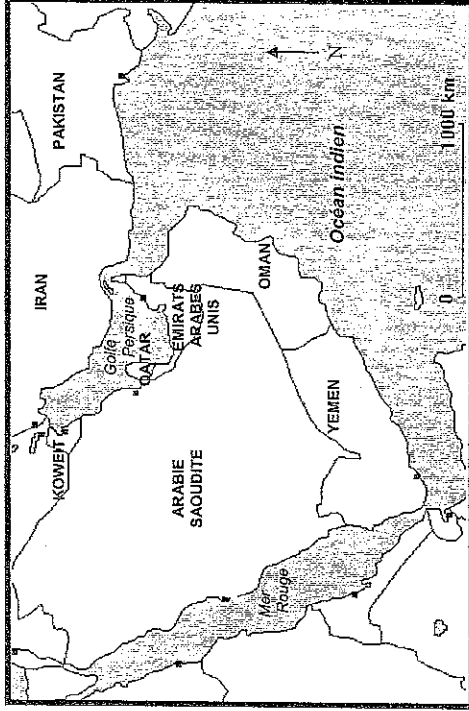 PAKISTAN
IRAN
Golfe
Persique
KOWEIT
QATAR
EMIRATS
ARABES
UNIS
OMAN
ARABIE
SAOUDITE
YEMEN
Mer
Rouge
Océan Indien
N
0 1000 km